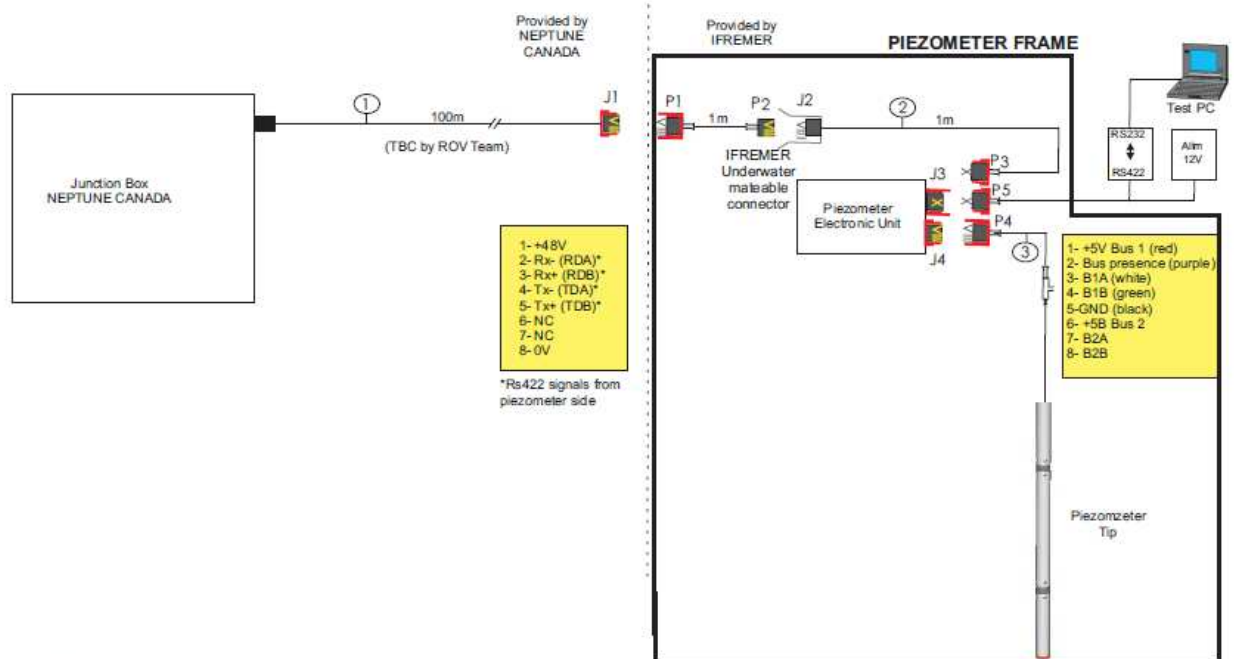 Provided by
NEPTUNE
CANADA
Provided by
IFREMER
PIEZOMETER FRAME
Test PC
1
100m
(TBC by ROV Team)
J1
P1
1m
P2
J2
2
1m
IFREMER
Underwater
mateable
connector
RS232
RS422
Alim
12V
Junction Box
NEPTUNE CANADA
P3
J3
P5
Piezometer
Electronic Unit
P4
J4
3
1- +48V
2- Rx- (RDA)*
3- Rx+ (RDB)*
4- Tx- (TDA)*
5- Tx+ (TDB)*
6- NC
7- NC
8- 0V
*Rs422 signals from
piezometer side
1- +5V Bus 1 (red)
2- Bus presence (purple)
3- B1A (white)
4- B1B (green)
5-GND (black)
6- +5B Bus 2
7- B2A
8- B2B
Piezomzeter
Tip